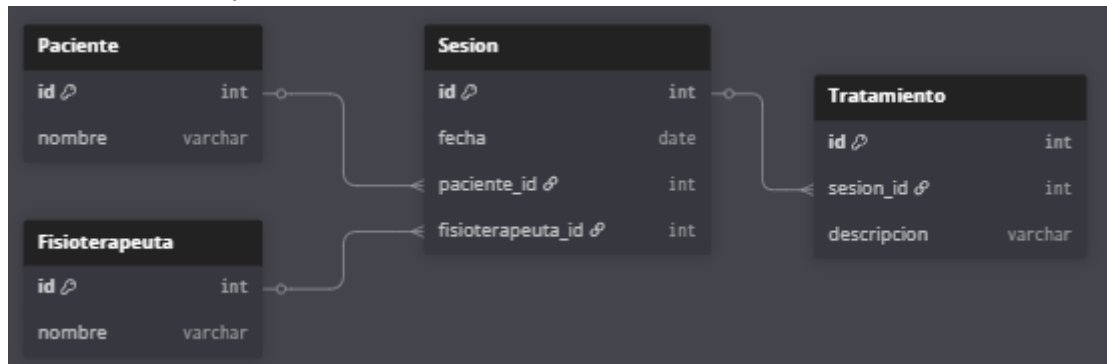 Paciente
id int
nombre varchar
Fisioterapeuta
id int
nombre varchar
Sesion
id int
fecha date
paciente_id int
fisioterapeuta_id int
Tratamiento
id int
sesion_id int
descripcion varchar